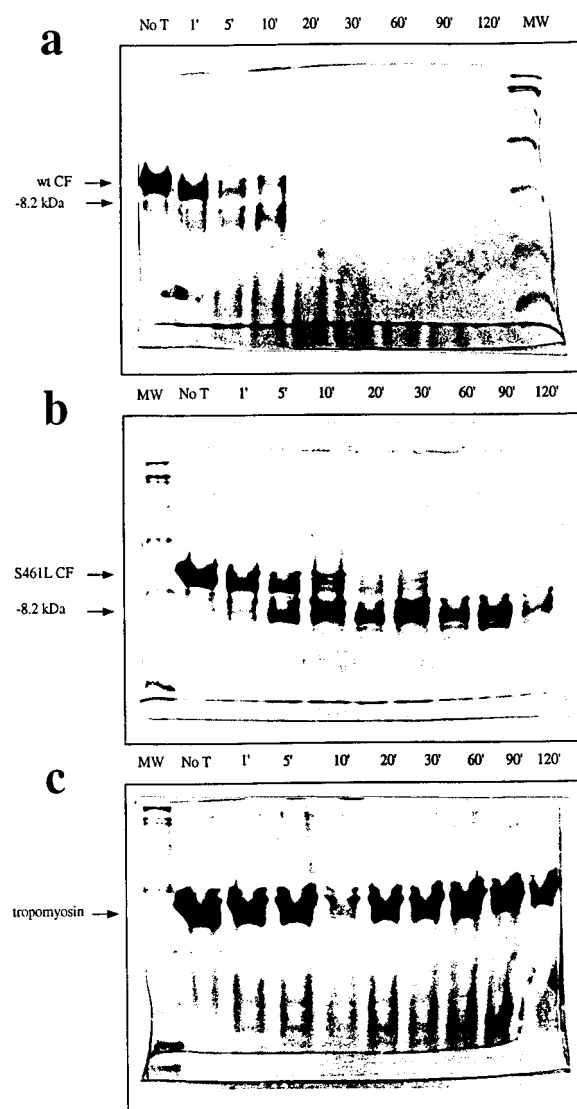 a
No T 1' 5' 10' 20' 30' 60' 90' 120' MW
wt CF
-8.2 kDa
b
MW No T 1' 5' 10' 20' 30' 60' 90' 120'
S461L CF
-8.2 kDa
c
MW No T 1' 5' 10' 20' 30' 60' 90' 120'
tropomyosin